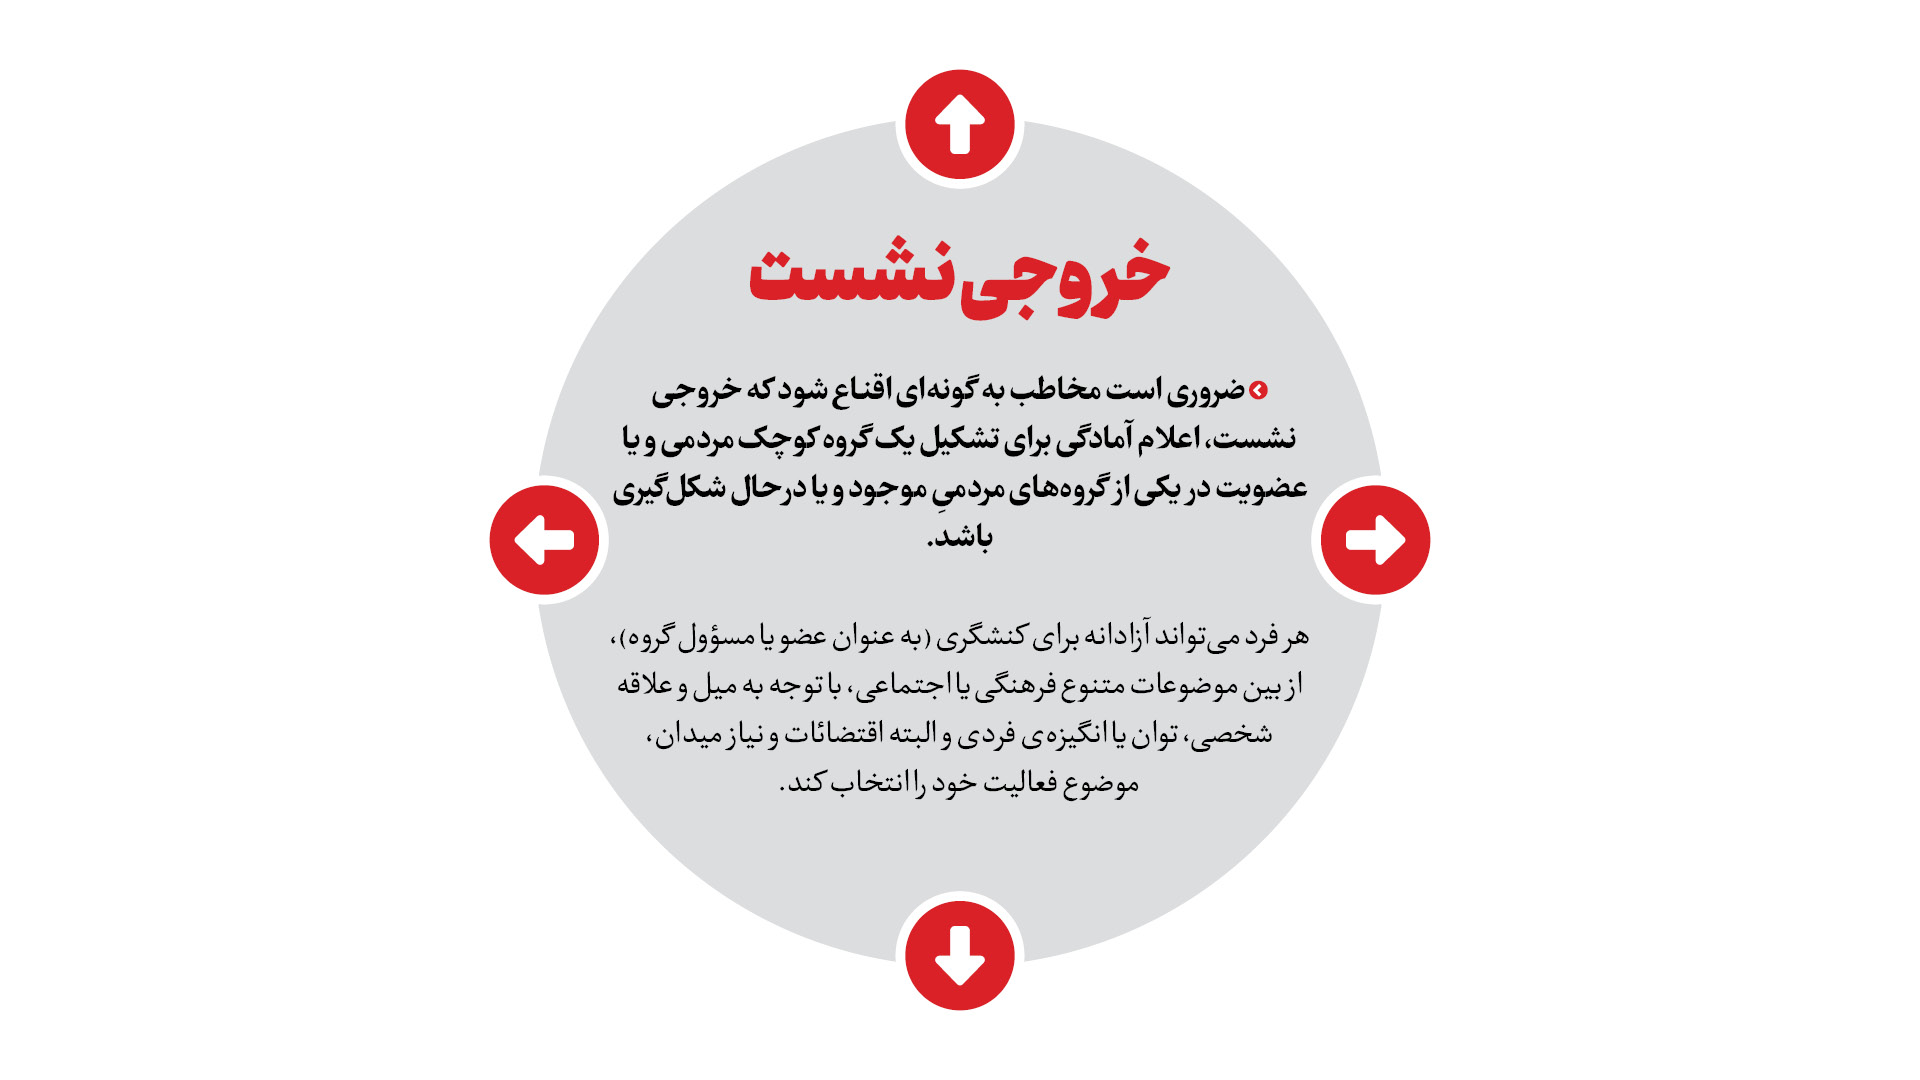 خروجی نشست
ضروری است مخاطب به گونه‌ای اقناع شود که خروجی
نشست، اعلام آمادگی برای تشکیل یک گروه کوچک مردمی و یا
عضویت در یکی از گروه‌های مردمیِ موجود و یا درحال شکل‌گیری
باشد.
هر فرد می‌تواند آزادانه برای کنشگری (به عنوان عضو یا مسؤول گروه)،
از بین موضوعات متنوع فرهنگی یا اجتماعی، با توجه به میل و علاقه
شخصی، توان یا انگیزه‌ی فردی و البته اقتضائات و نیاز میدان،
موضوع فعالیت خود را انتخاب کند.